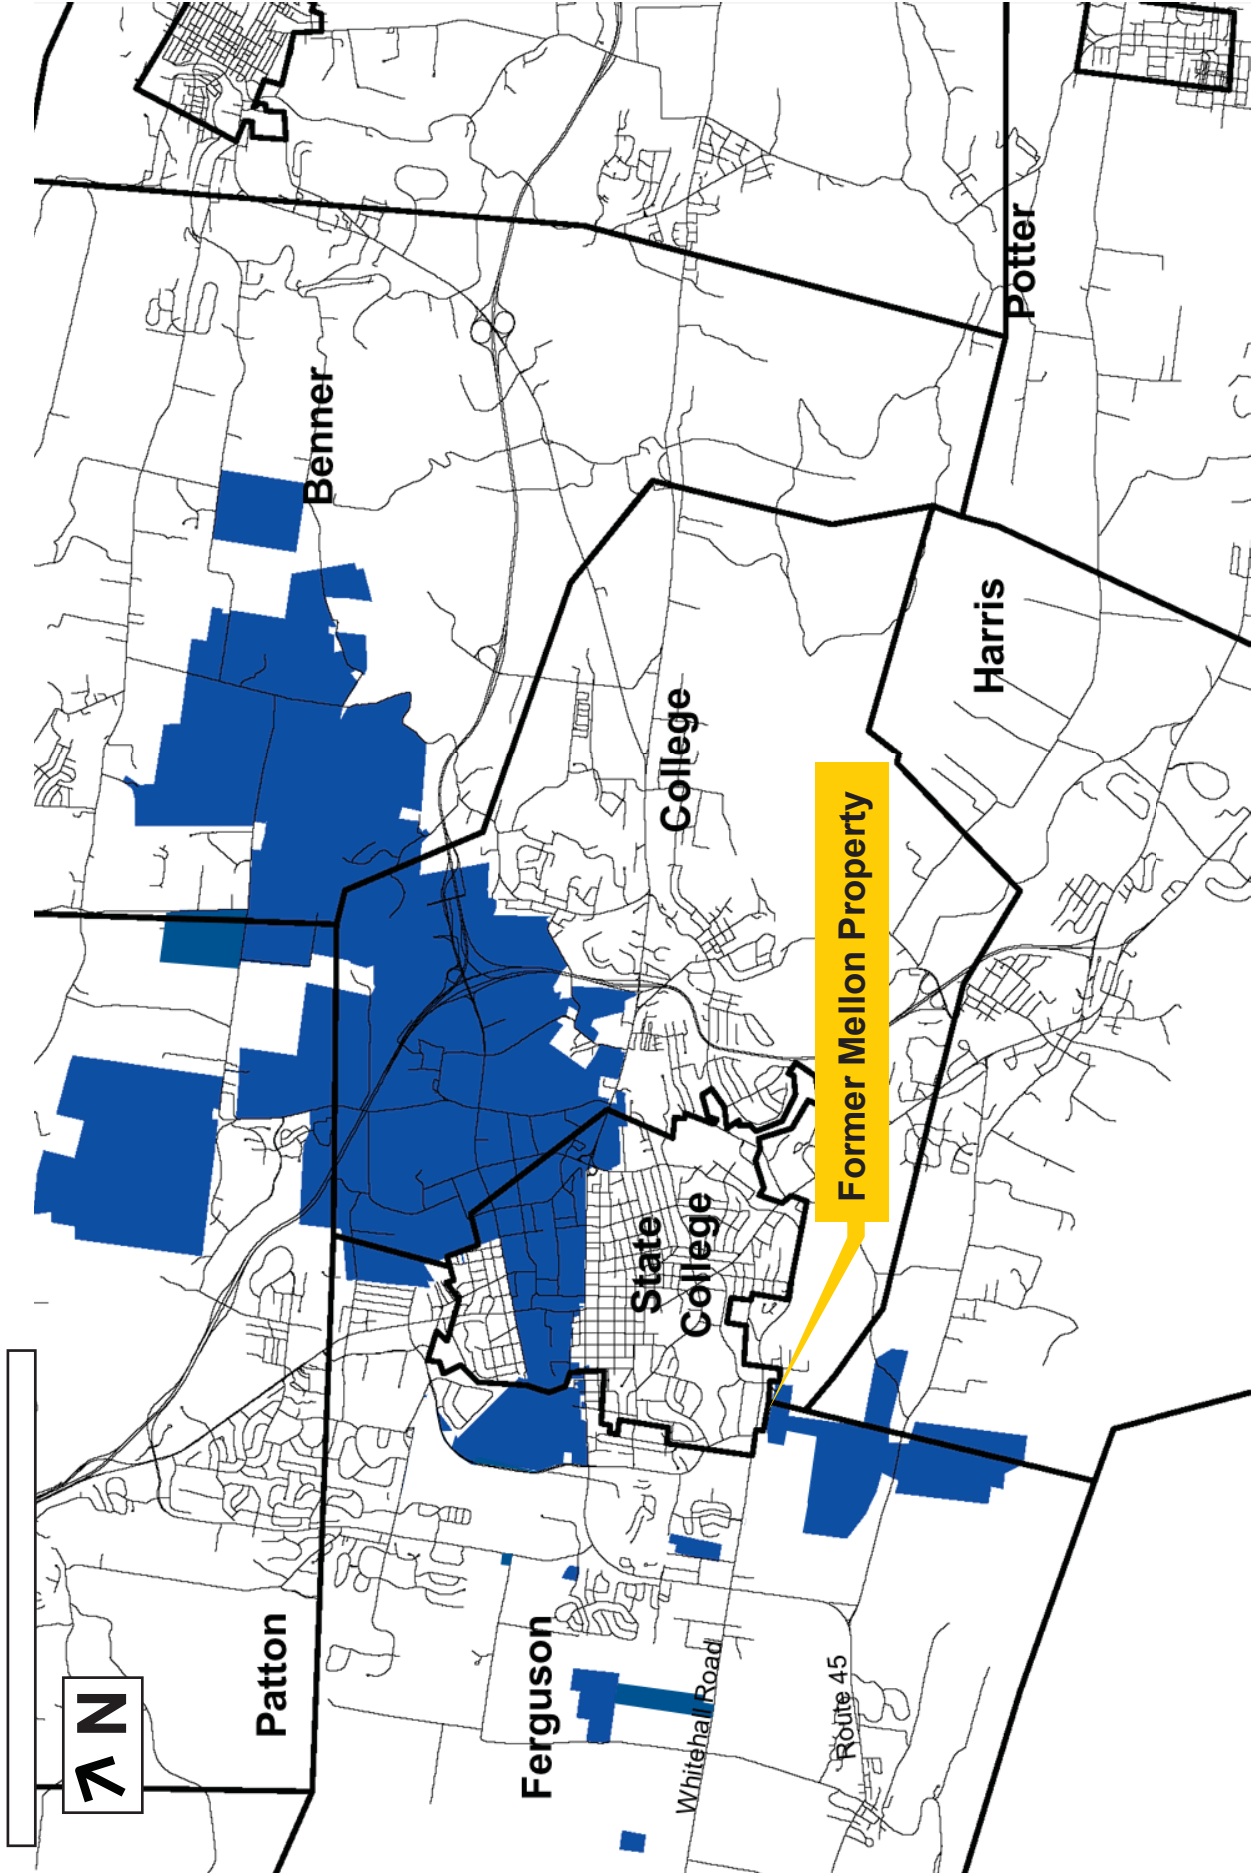 N
Patton
Benner
Ferguson
State
College
College
Whitehall Road
Route 45
Former Mellon Property
Harris
Potter